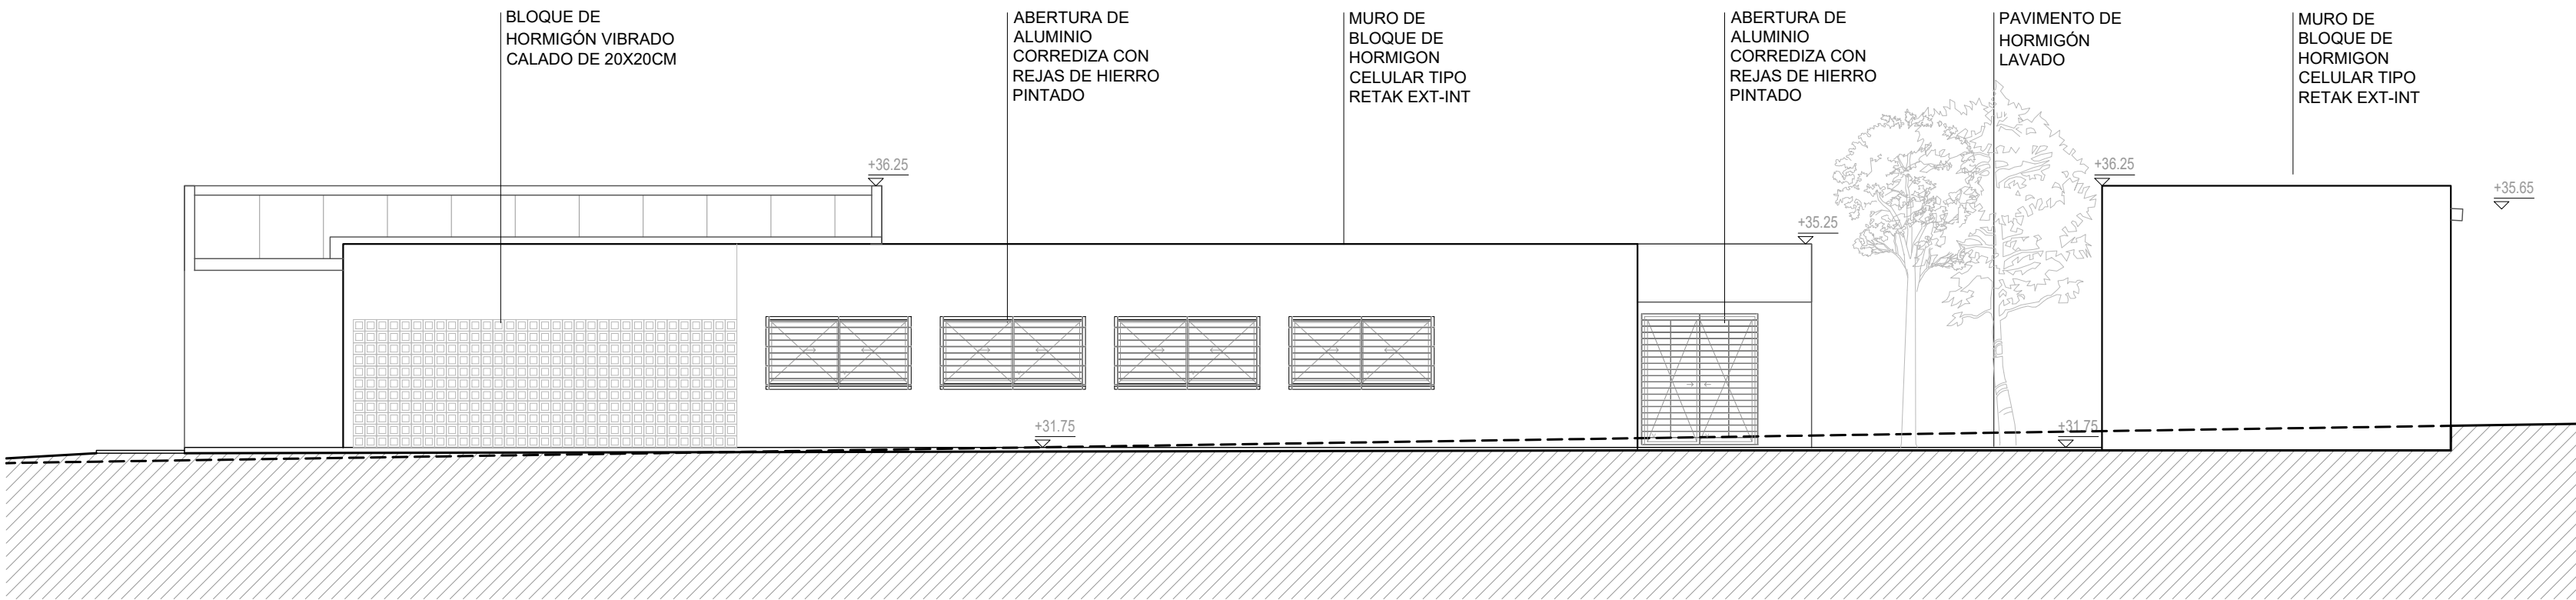 BLOQUE DE
HORMIGÓN VIBRADO
CALADO DE 20X20CM
ABERTURA DE
ALUMINIO
CORREDIZA CON
REJAS DE HIERRO
PINTADO
MURO DE
BLOQUE DE
HORMIGON
CELULAR TIPO
RETAK EXT-INT
ABERTURA DE
ALUMINIO
CORREDIZA CON
REJAS DE HIERRO
PINTADO
PAVIMENTO DE
HORMIGÓN
LAVADO
MURO DE
BLOQUE DE
HORMIGON
CELULAR TIPO
RETAK EXT-INT
+36.25
+36.25
+35.65
+35.25
+31.75
+31.75